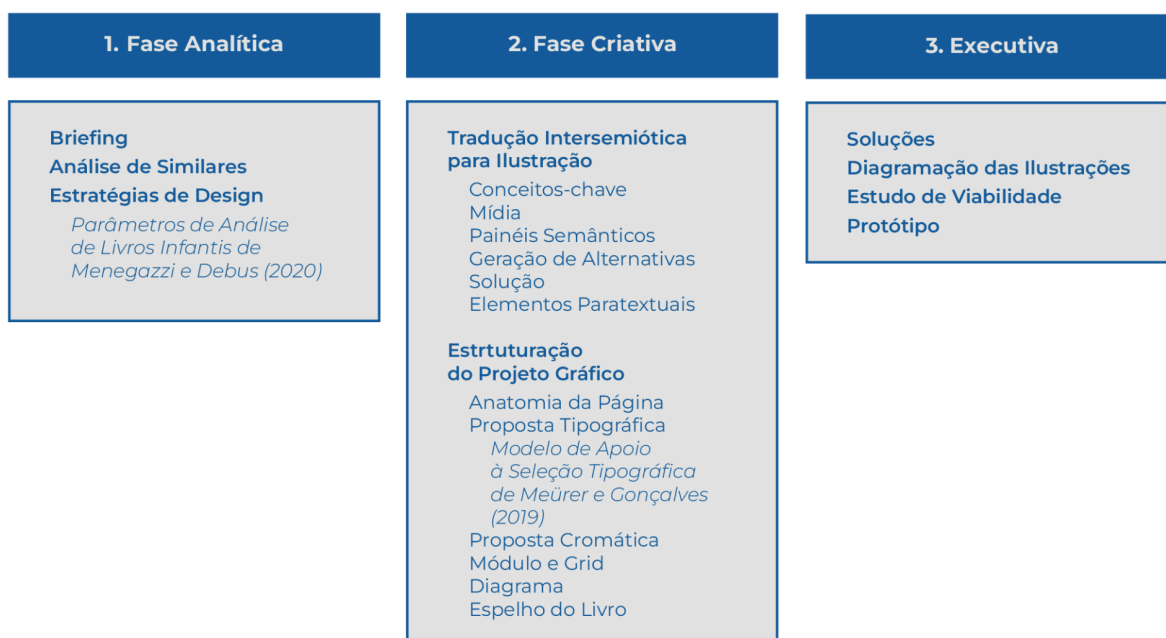 1. Fase Analítica
Briefing
Análise de Similares
Estratégias de Design
Parâmetros de Análise
de Livros Infantis de
Menegazzi e Debus (2020)
2. Fase Criativa
Tradução Intersemiótica
para Ilustração
Conceitos-chave
Mídia
Painéis Semânticos
Geração de Alternativas
Solução
Elementos Paratextuais
Estrtuturação
do Projeto Gráfico
Anatomia da Página
Proposta Tipográfica
Modelo de Apoio
à Seleção Tipográfica
de Meürer e Gonçalves
(2019)
Proposta Cromática
Módulo e Grid
Diagrama
Espelho do Livro
3. Executiva
Soluções
Diagramação das Ilustrações
Estudo de Viabilidade
Protótipo